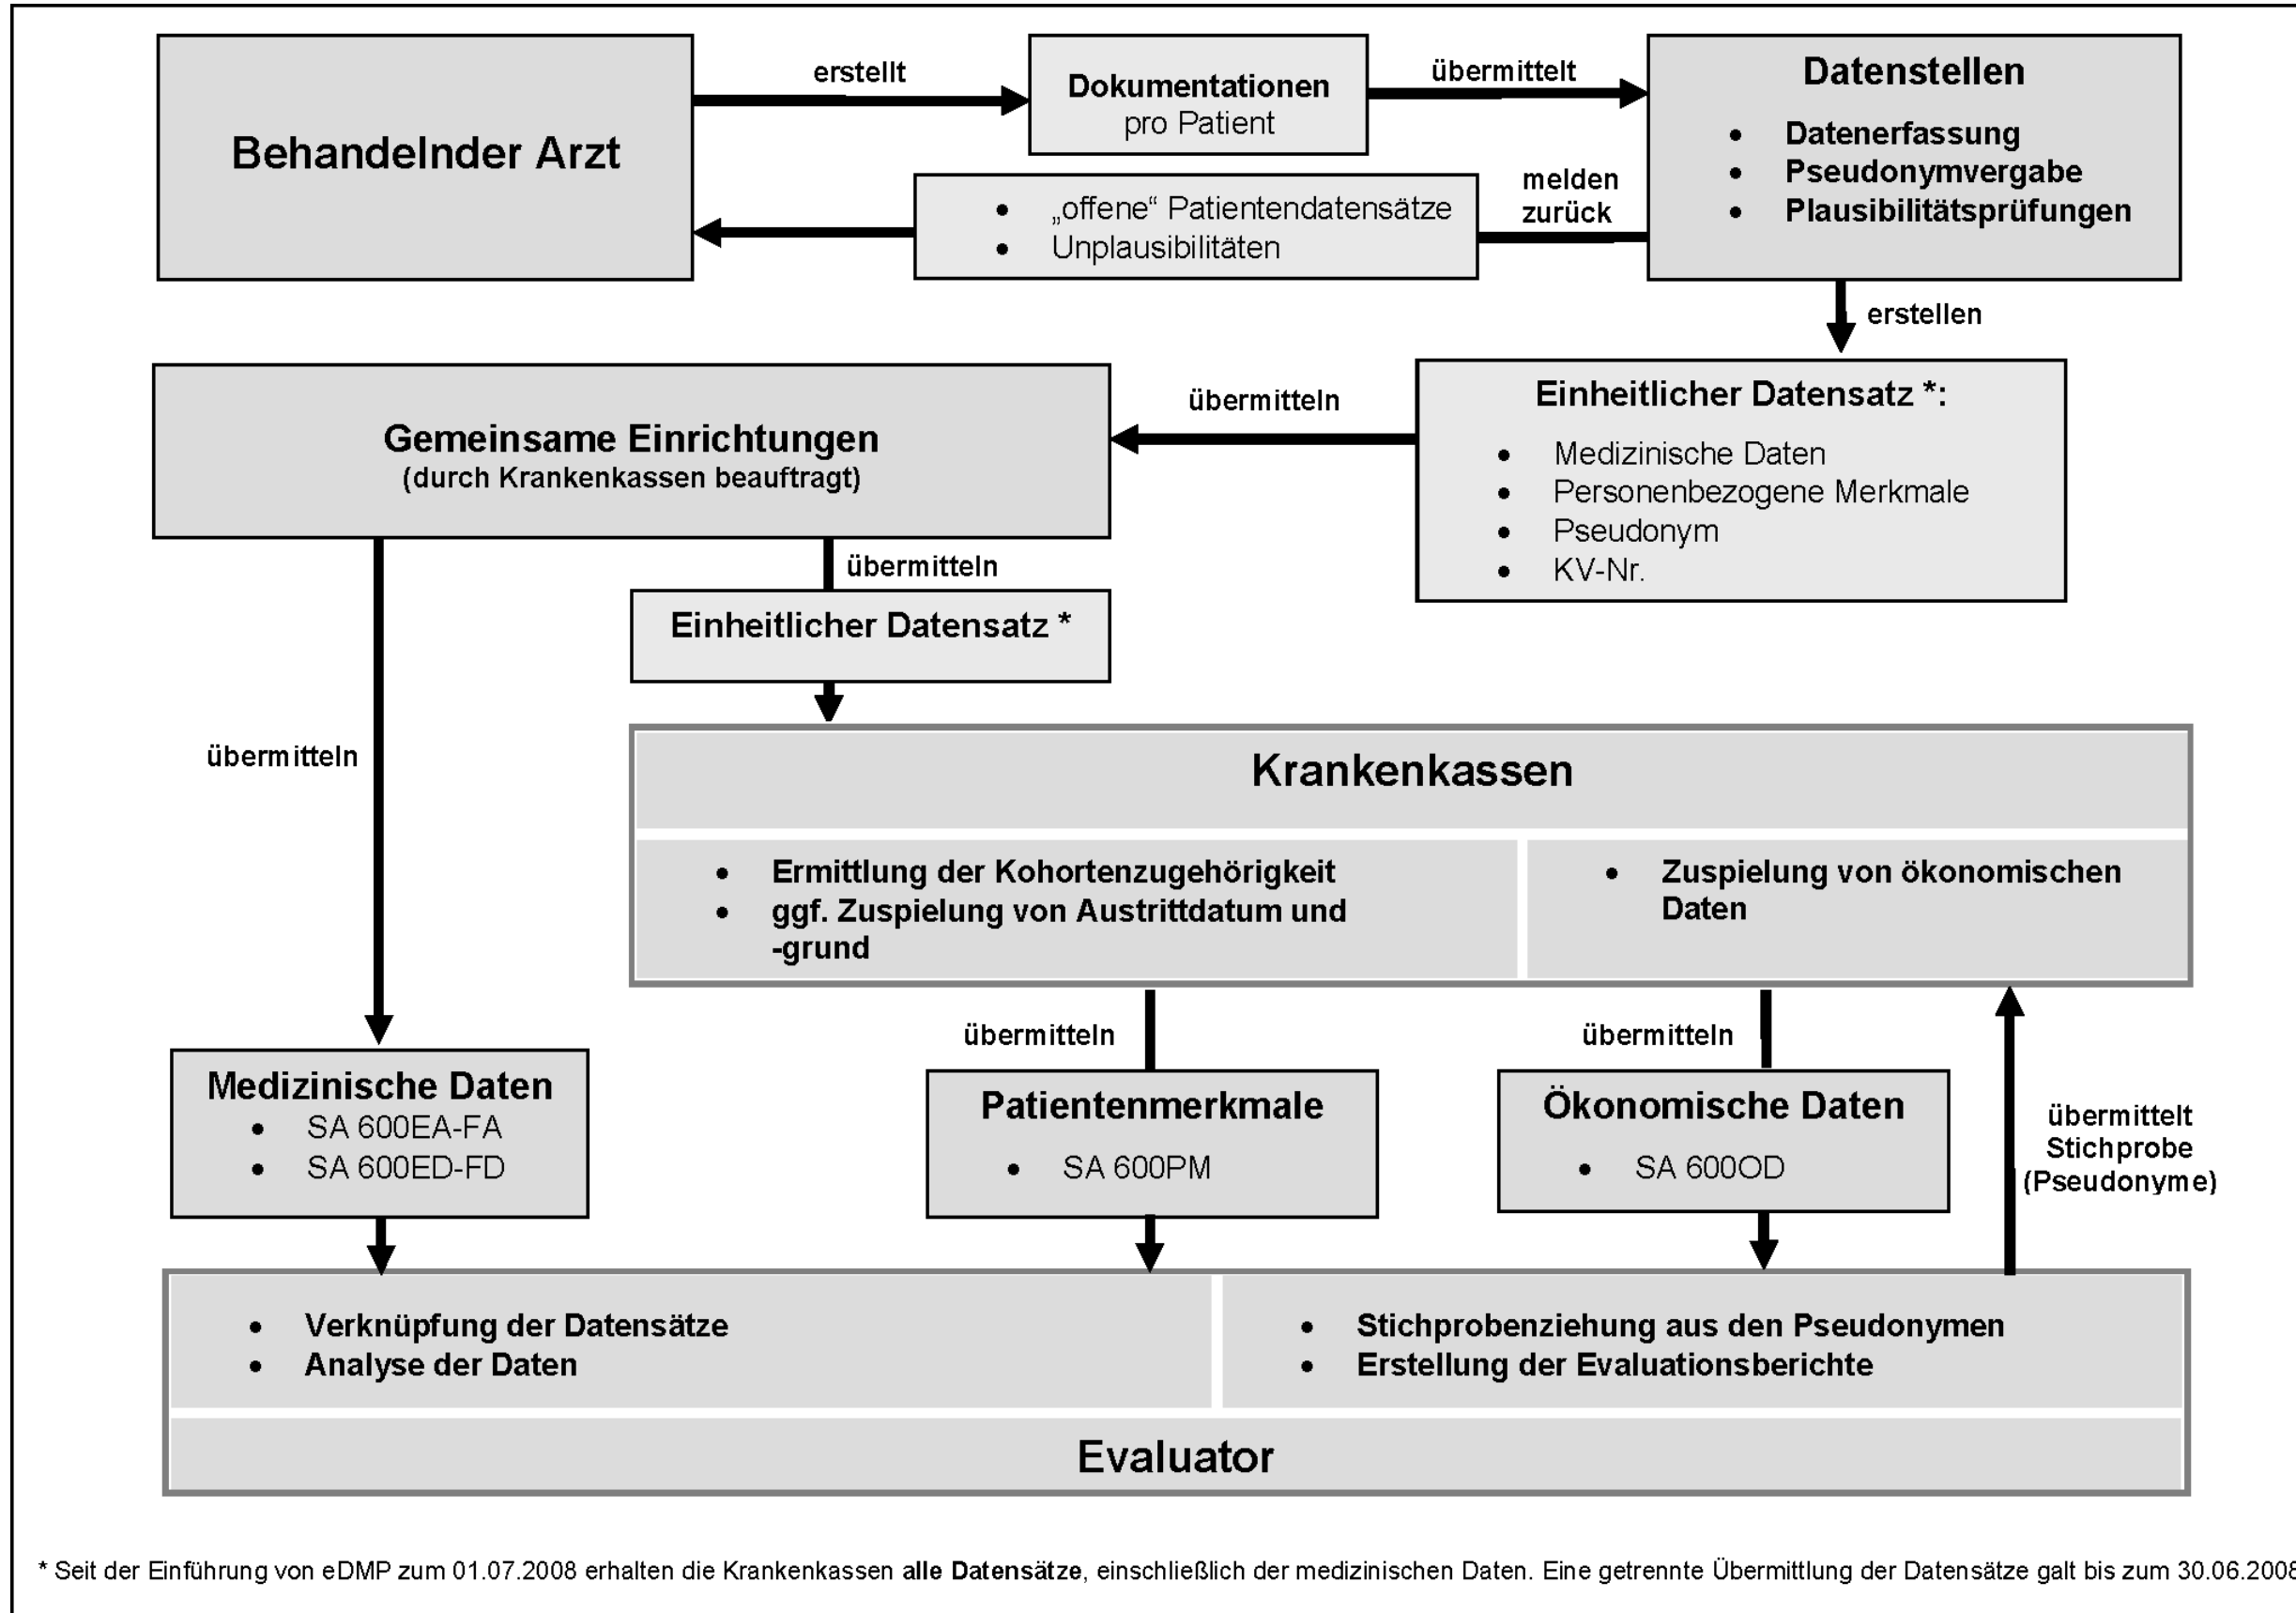 Behandelnder Arzt
erstellt
Dokumentationen
pro Patient
übermittelt
Datenstellen
• Datenerfassung
• Pseudonymvergabe
• Plausibilitätsprüfungen
melden
zurück
• „offene“ Patientendatensätze
• Unplausibilitäten
erstellen
Einheitlicher Datensatz *:
• Medizinische Daten
• Personenbezogene Merkmale
• Pseudonym
• KV-Nr.
übermitteln
Gemeinsame Einrichtungen
(durch Krankenkassen beauftragt)
übermitteln
Einheitlicher Datensatz *
übermitteln
Krankenkassen
• Ermittlung der Kohortenzugehörigkeit
• ggf. Zuspielung von Austrittdatum und
-grund
• Zuspielung von ökonomischen
Daten
übermitteln
übermitteln
Medizinische Daten
• SA 600EA-FA
• SA 600ED-FD
Patientenmerkmale
• SA 600PM
Ökonomische Daten
• SA 600OD
übermittelt
Stichprobe
(Pseudonyme)
• Verknüpfung der Datensätze
• Analyse der Daten
• Stichprobenziehung aus den Pseudonymen
• Erstellung der Evaluationsberichte
Evaluator
* Seit der Einführung von eDMP zum 01.07.2008 erhalten die Krankenkassen alle Datensätze, einschließlich der medizinischen Daten. Eine getrennte Übermittlung der Datensätze galt bis zum 30.06.2008